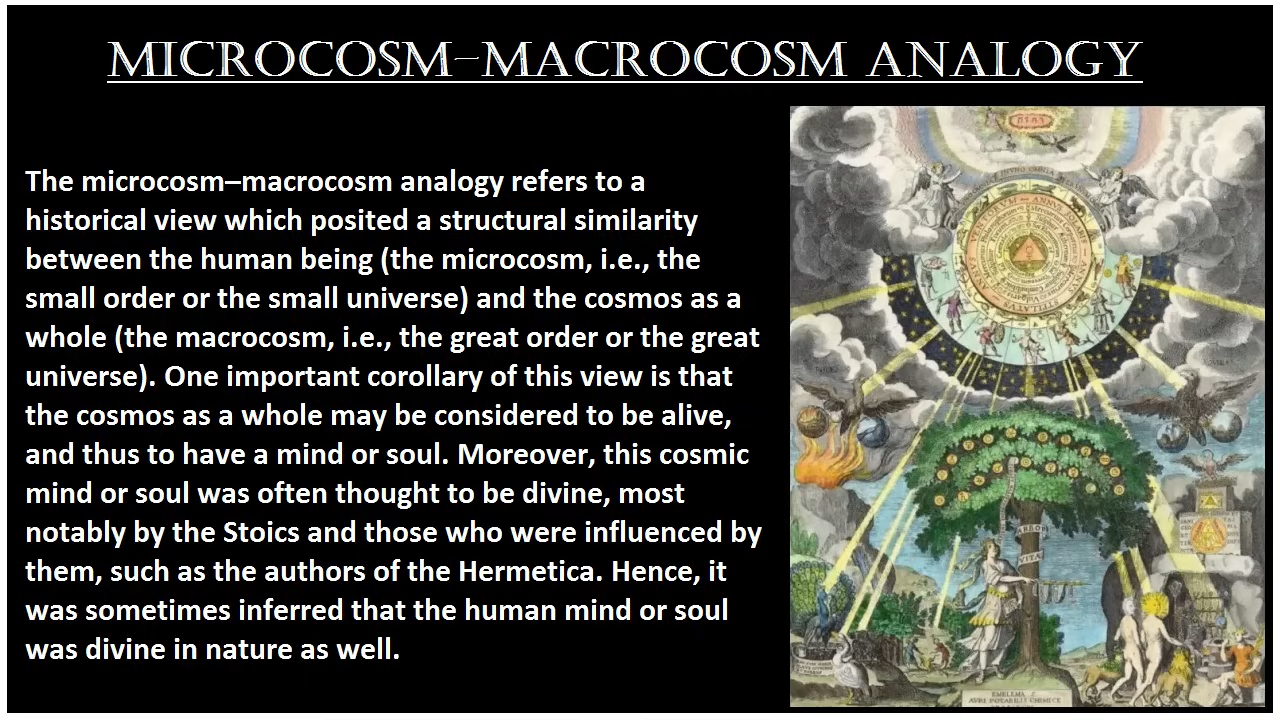 MICROCOSM–MACROCOSM ANALOGY
The microcosm–macrocosm analogy refers to a
historical view which posited a structural similarity
between the human being (the microcosm, i.e., the
small order or the small universe) and the cosmos as a
whole (the macrocosm, i.e., the great order or the great
universe). One important corollary of this view is that
the cosmos as a whole may be considered to be alive,
and thus to have a mind or soul. Moreover, this cosmic
mind or soul was often thought to be divine, most
notably by the Stoics and those who were influenced by
them, such as the authors of the Hermetica. Hence, it
was sometimes inferred that the human mind or soul
was divine in nature as well.
ARBOR
VITAE
EMBLEMA
AURI POTABILIS CHIMICE